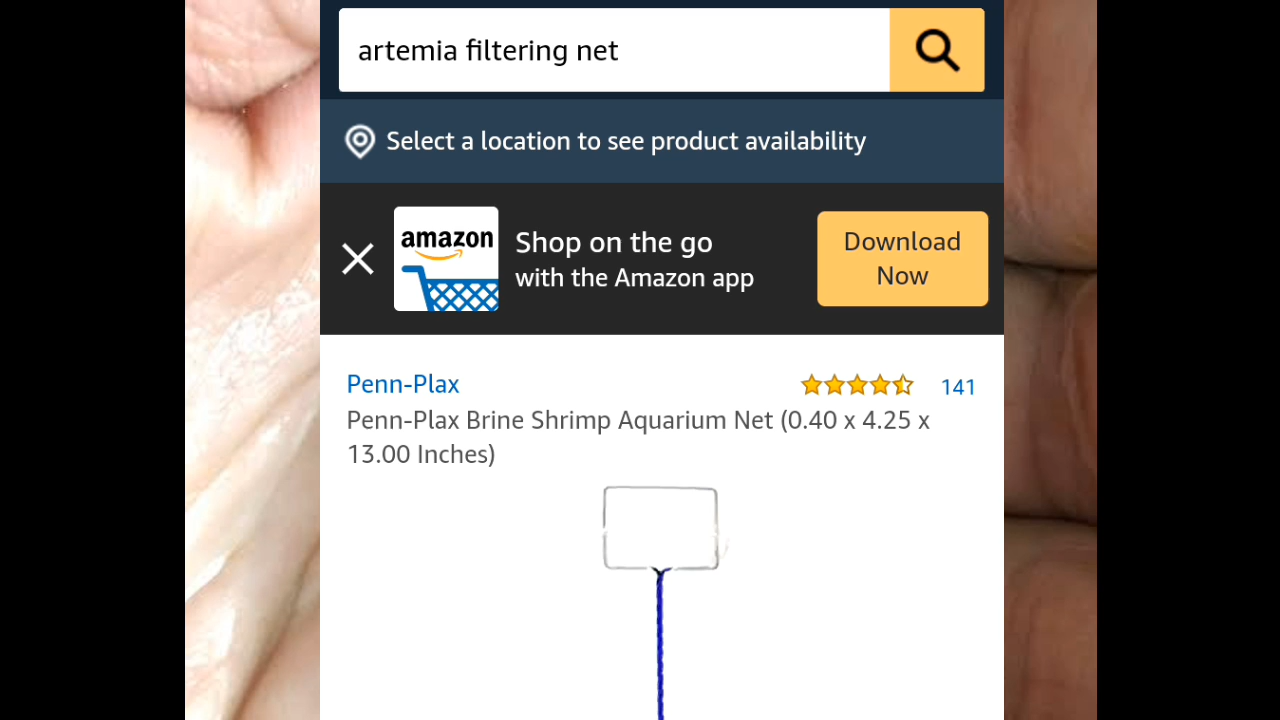 artemia filtering net
Select a location to see product availability
amazon
Shop on the go
with the Amazon app
Download
Now
Penn-Plax
141
Penn-Plax Brine Shrimp Aquarium Net (0.40 x 4.25 x
13.00 Inches)